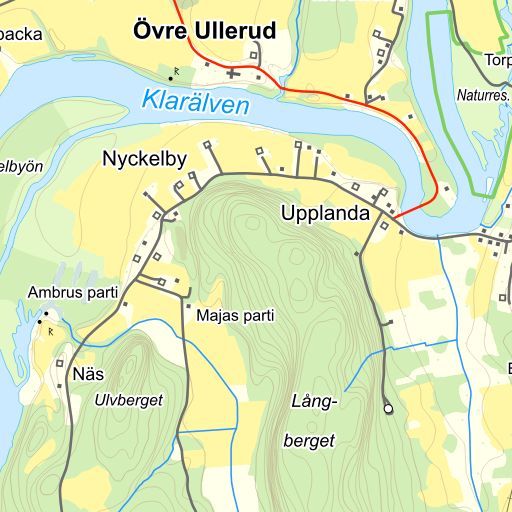 Övre Ullerud
backa
Torp
Naturres.
Klarälven
elbyön
Nyckelby
Upplanda
Ambrus parti
Majas parti
Näs
Ulvberget
Lång-
berget
R
R